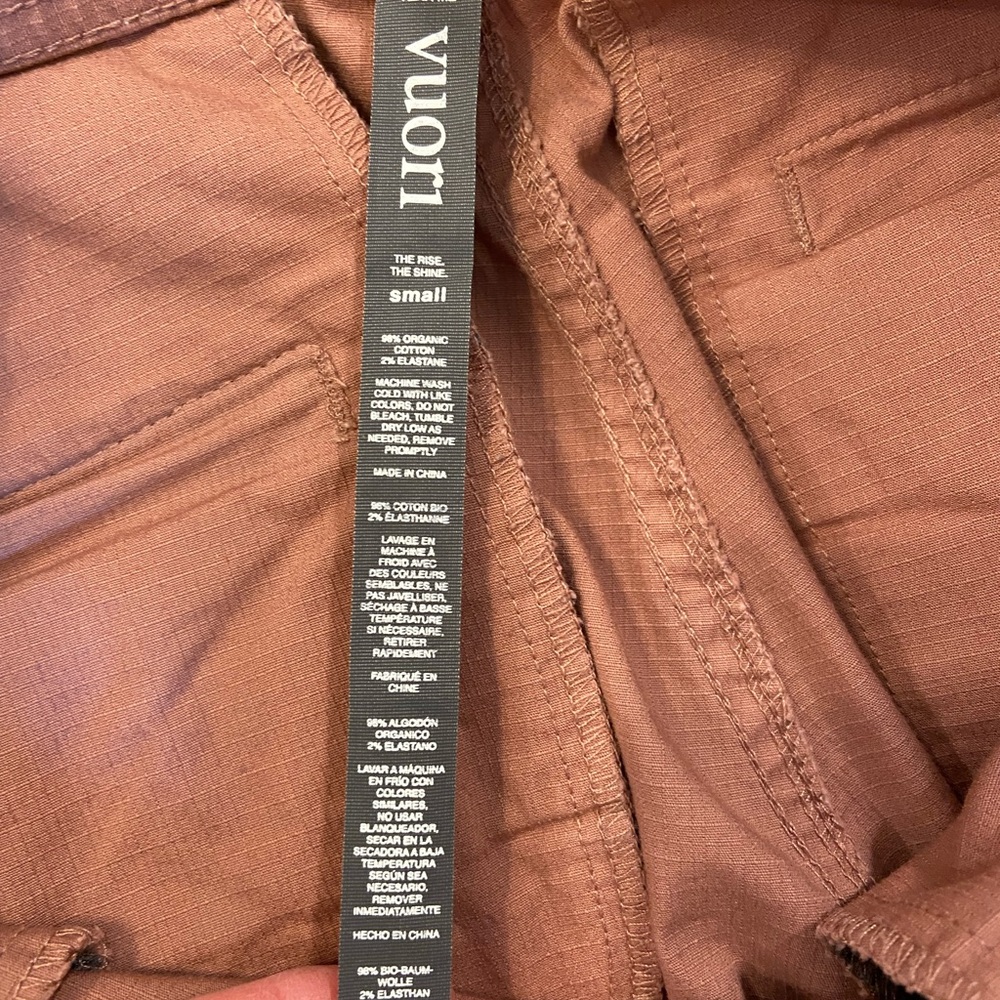 vuori
THE RISE.
THE SHINE.
small
98% ORGANIC
COTTON
2% ELASTANE
MACHINE WASH
COLD WITH LIKE
COLORS, DO NOT
BLEACH, TUMBLE
DRY LOW AS
NEEDED, REMOVE
PROMPTLY
MADE IN CHINA
98% COTON BIO
2% ÉLASTHANNE
LAVAGE EN
MACHINE À
FROID AVEC
DES COULEURS
SEMBLABLES, NE
PAS JAVELLISER,
SÉCHAGE À BASSE
TEMPÉRATURE
SI NÉCESSAIRE,
RETIRER
RAPIDEMENT
FABRIQUÉ EN
CHINE
98% ALGODÓN
ORGANICO
2% ELASTANO
LAVAR A MÁQUINA
EN FRÍO CON
COLORES
SIMILARES,
NO USAR
BLANQUEADOR,
SECAR EN LA
SECADORA A BAJA
TEMPERATURA
SEGÚN SEA
NECESARIO,
REMOVER
INMEDIATAMENTE
HECHO EN CHINA
98% BIO-BAUM-
WOLLE
2% ELASTHAN